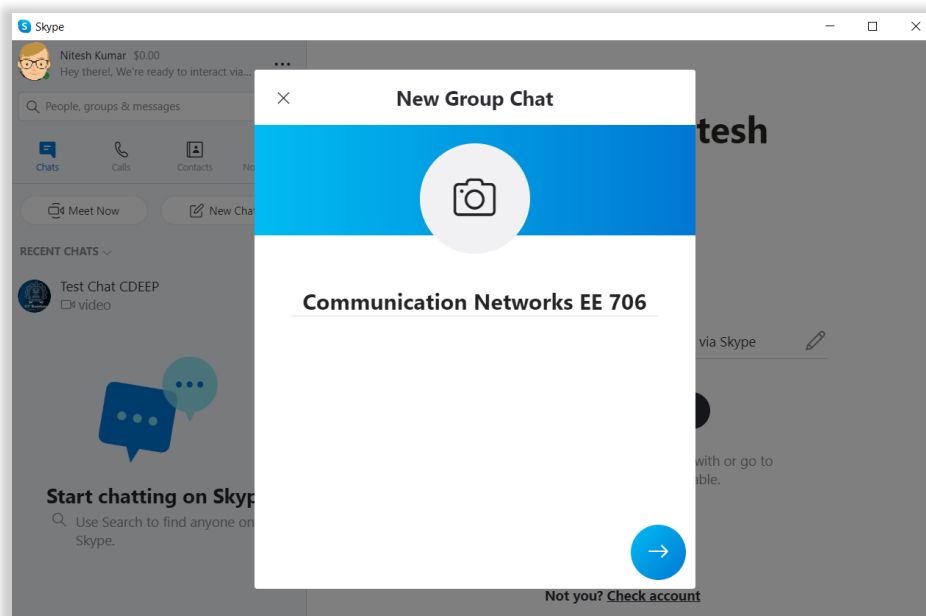 Skype
Nitesh Kumar $0.00
Hey there!, We're ready to interact via...
People, groups & messages
Chats
Calls
Contacts
Meet Now
New Chat
RECENT CHATS
Test Chat CDEEP
video
Start chatting on Skyp
Use Search to find anyone on
Skype.
New Group Chat
Communication Networks EE 706
tesh
via Skype
with or go to
Not you? Check account